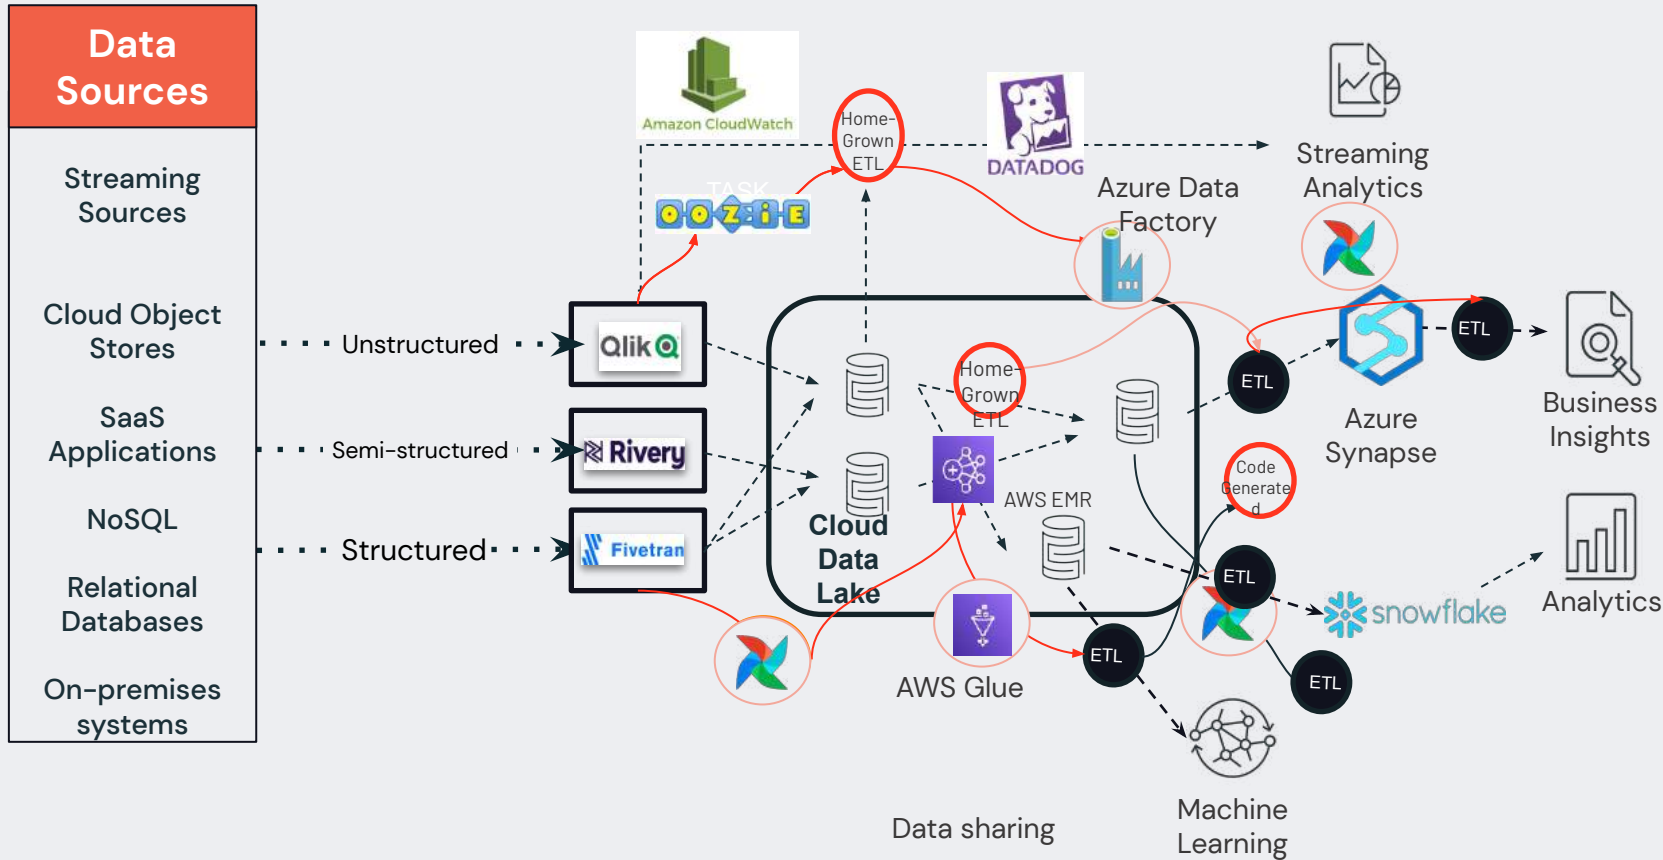 Data
Sources
Streaming
Sources
Cloud Object
Stores
SaaS
Applications
NoSQL
Relational
Databases
On-premises
systems
Unstructured
Semi-structured
Structured
Qlik
Rivery
Fivetran
Amazon CloudWatch
TASK
OOZiE
Home-
Grown
ETL
DATADOG
Azure Data
Factory
Streaming
Analytics
Home-
Grown
ETL
AWS EMR
Cloud
Data
Lake
AWS Glue
ETL
ETL
Azure
Synapse
Business
Insights
Code
Generate
d
ETL
snowflake
Analytics
ETL
ETL
Machine
Learning
Data sharing